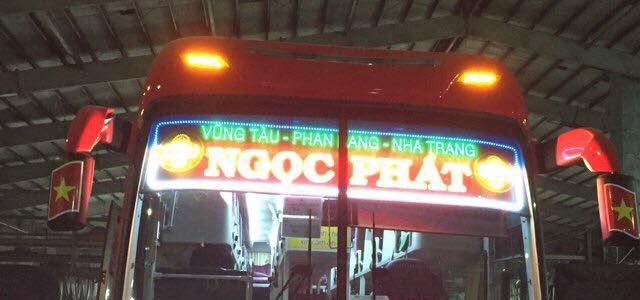 VŨNG TÀU - PHAN RANG - NHA TRANG
NGỌC PHÁT